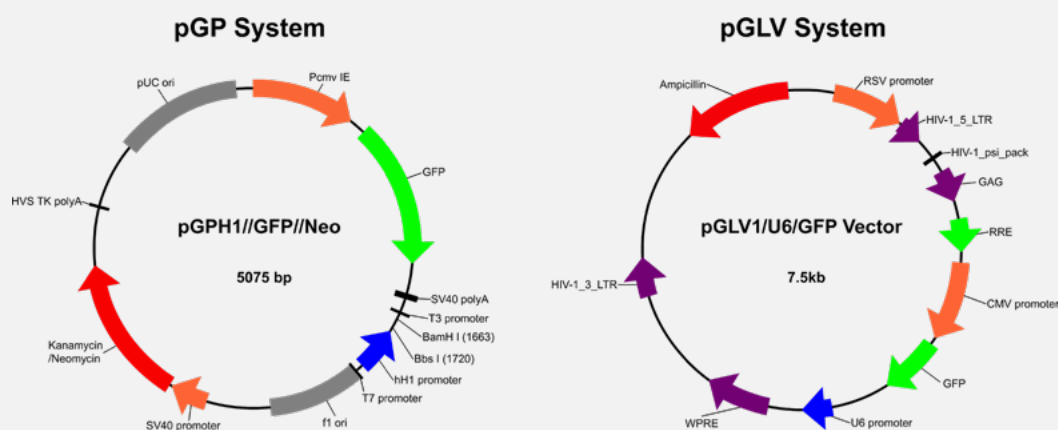 pGP System
pGLV System
pUC ori
Pcmv IE
GFP
HVS TK polyA
pGPH1//GFP//Neo
5075 bp
SV40 polyA
T3 promoter
BamH I (1663)
Bbs I (1720)
hH1 promoter
T7 promoter
f1 ori
SV40 promoter
Kanamycin
/Neomycin
Ampicillin
RSV promoter
HIV-1_5_LTR
HIV-1_psi_pack
GAG
RRE
pGLV1/U6/GFP Vector
7.5kb
HIV-1_3_LTR
CMV promoter
GFP
U6 promoter
WPRE